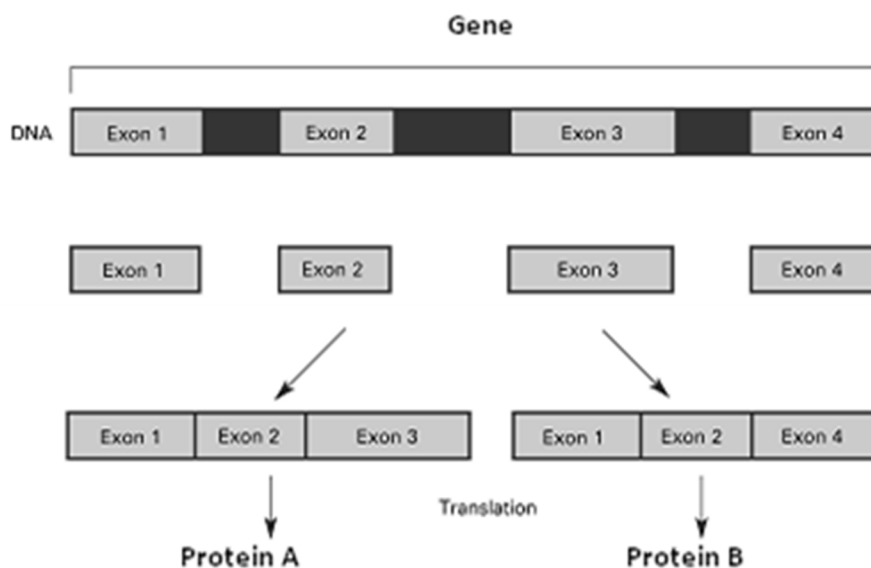 Gene
DNA Exon 1 Exon 2 Exon 3 Exon 4
Exon 1 Exon 2 Exon 3 Exon 4
Exon 1 Exon 2 Exon 3 Exon 1 Exon 2 Exon 4
Translation
Protein A Protein B